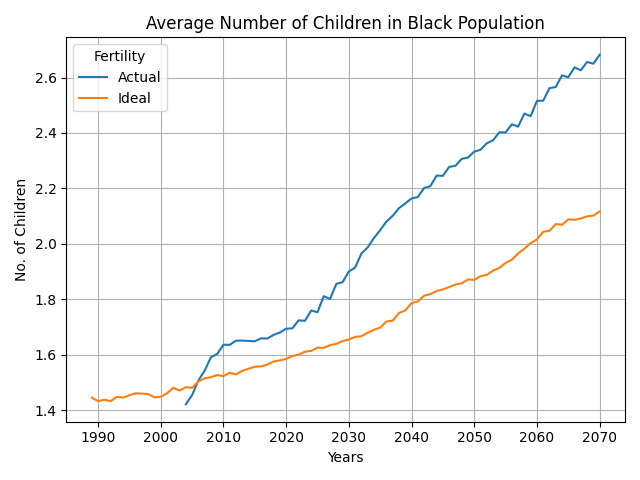 Average Number of Children in Black Population
Fertility
Actual
Ideal
No. of Children
2.6
2.4
2.2
2.0
1.8
1.6
1.4
1990 2000 2010 2020 2030 2040 2050 2060 2070
Years